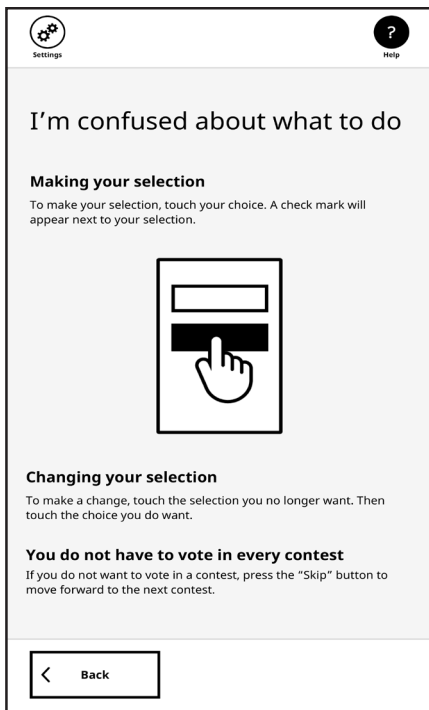 ?
Settings
Help
I'm confused about what to do
Making your selection
To make your selection, touch your choice. A check mark will
appear next to your selection.
Changing your selection
To make a change, touch the selection you no longer want. Then
touch the choice you do want.
You do not have to vote in every contest
If you do not want to vote in a contest, press the “Skip” button to
move forward to the next contest.
Back